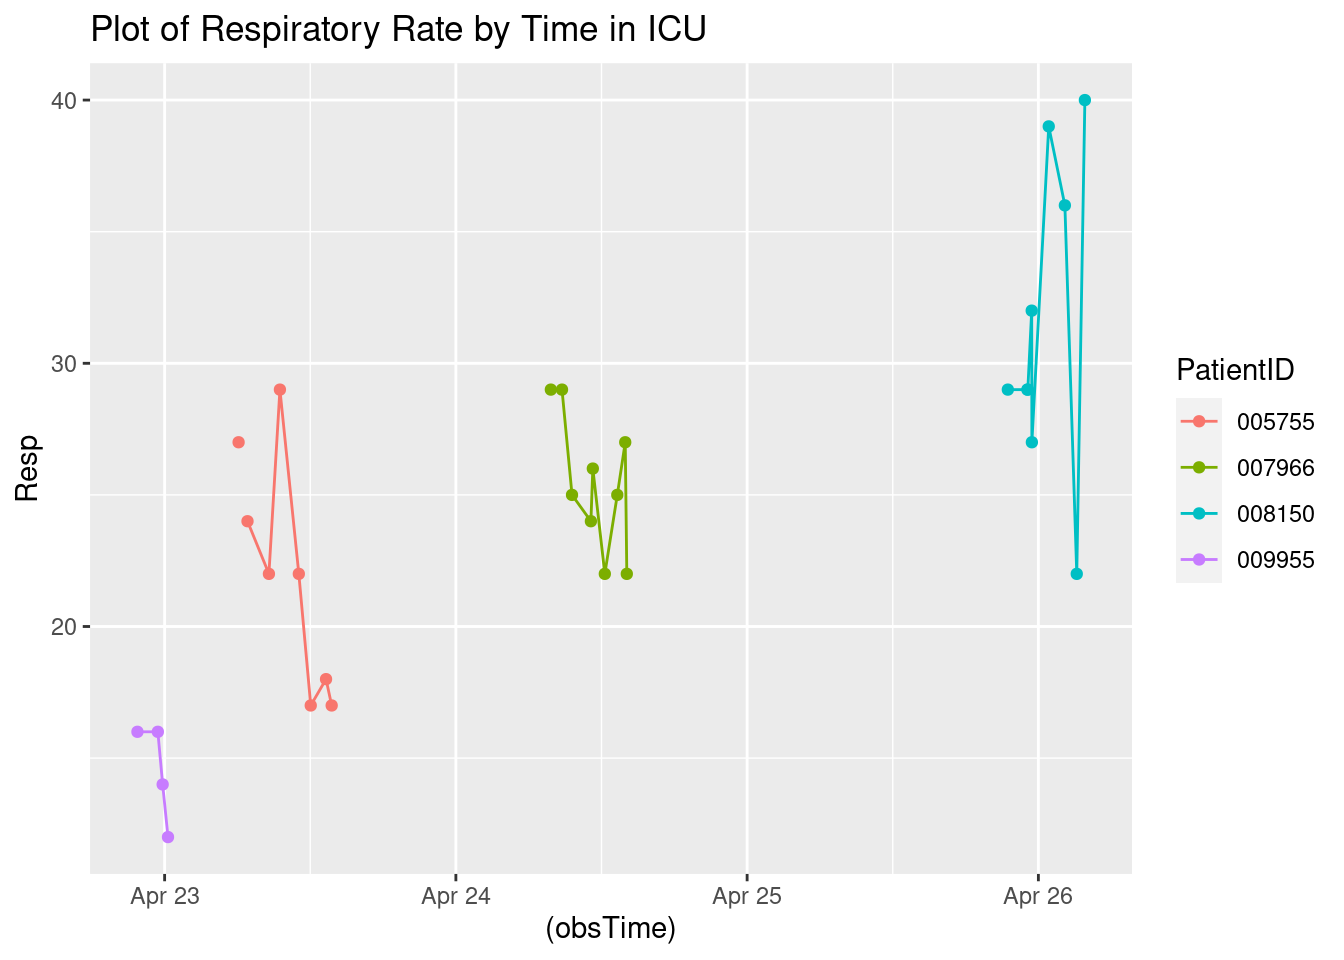 Plot of Respiratory Rate by Time in ICU
40
30
20
Resp
Apr 23
Apr 24
Apr 25
Apr 26
(obsTime)
PatientID
005755
007966
008150
009955